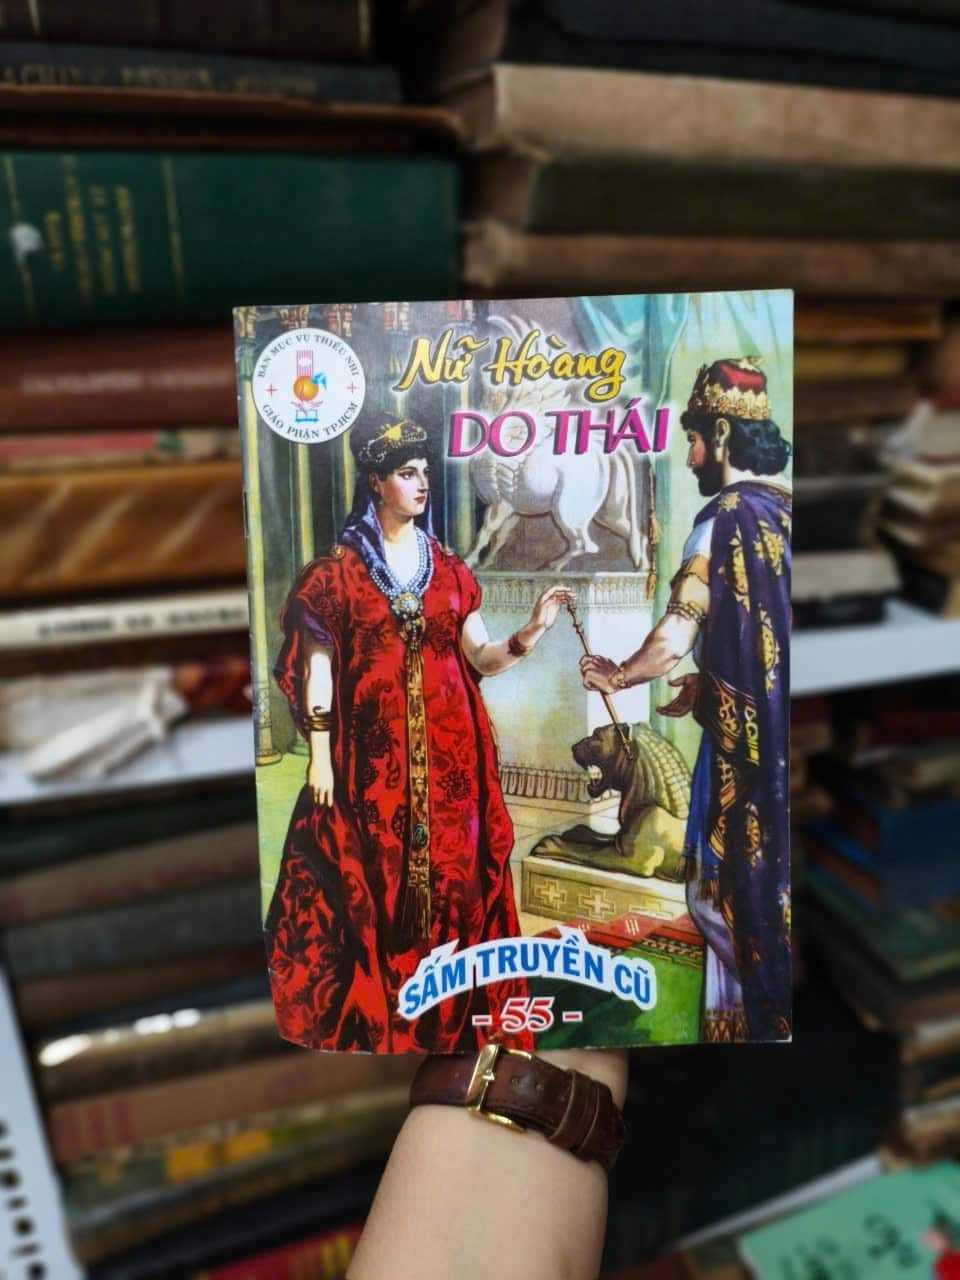 BAN MỤC VỤ THIẾU NHI
GIÁO PHẬN TP.HCM
Nữ Hoàng
DO THÁI
SẤM TRUYỀN CŨ
- 55 -